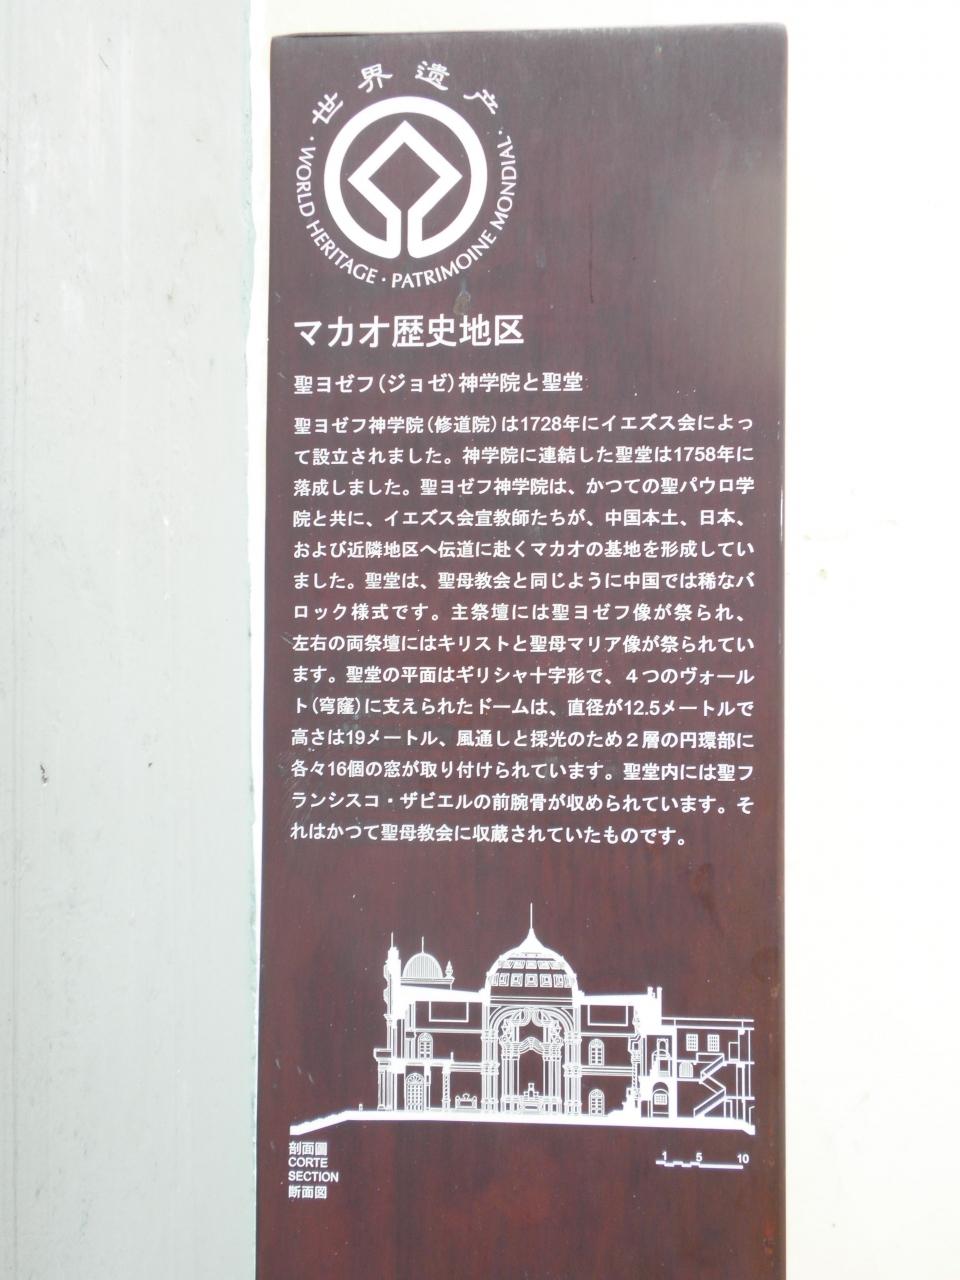 世界遗产
· WORLD HERITAGE · PATRIMOINE MONDIAL ·
マカオ歴史地区
聖ヨゼフ(ジョゼ)神学院と聖堂
聖ヨゼフ神学院(修道院)は1728年にイエズス会によっ
て設立されました。神学院に連結した聖堂は1758年に
落成しました。聖ヨゼフ神学院は、かつての聖パウロ学
院と共に、イエズス会宣教師たちが、中国本土、日本、
および近隣地区へ伝道に赴くマカオの基地を形成してい
ました。聖堂は、聖母教会と同じように中国では稀なバ
ロック様式です。主祭壇には聖ヨゼフ像が祭られ、
左右の両祭壇にはキリストと聖母マリア像が祭られてい
ます。聖堂の平面はギリシャ十字形で、４つのヴォール
ト(穹窿)に支えられたドームは、直径が12.5メートルで
高さは19メートル、風通しと採光のため２層の円環部に
各々16個の窓が取り付けられています。聖堂内には聖フ
ランシスコ・ザビエルの前腕骨が収められています。そ
れはかつて聖母教会に収蔵されていたものです。
剖面圖
CORTE
SECTION
断面図
1 5 10